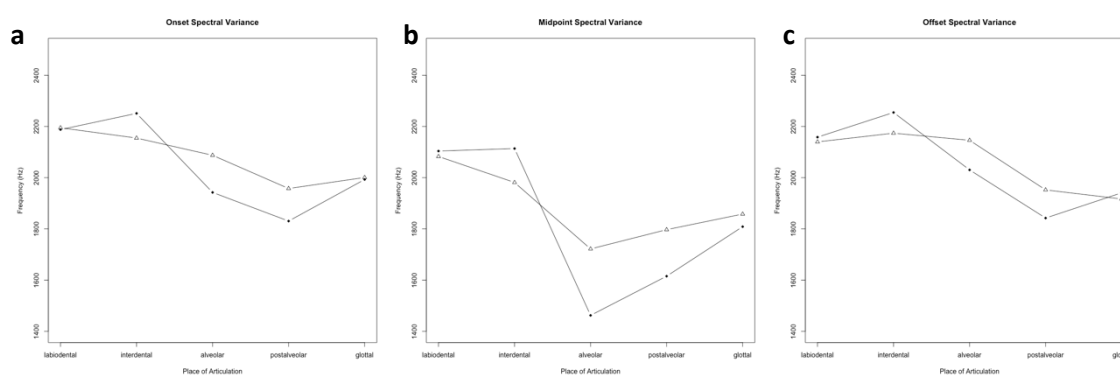 a
Onset Spectral Variance
Frequency (Hz)
2400
2200
2000
1800
1600
1400
labiodental interdental alveolar postalveolar glottal
Place of Articulation
b
Midpoint Spectral Variance
Frequency (Hz)
2400
2200
2000
1800
1600
1400
labiodental interdental alveolar postalveolar glottal
Place of Articulation
c
Offset Spectral Variance
Frequency (Hz)
2400
2200
2000
1800
1600
1400
labiodental interdental alveolar postalveolar
Place of Articulation